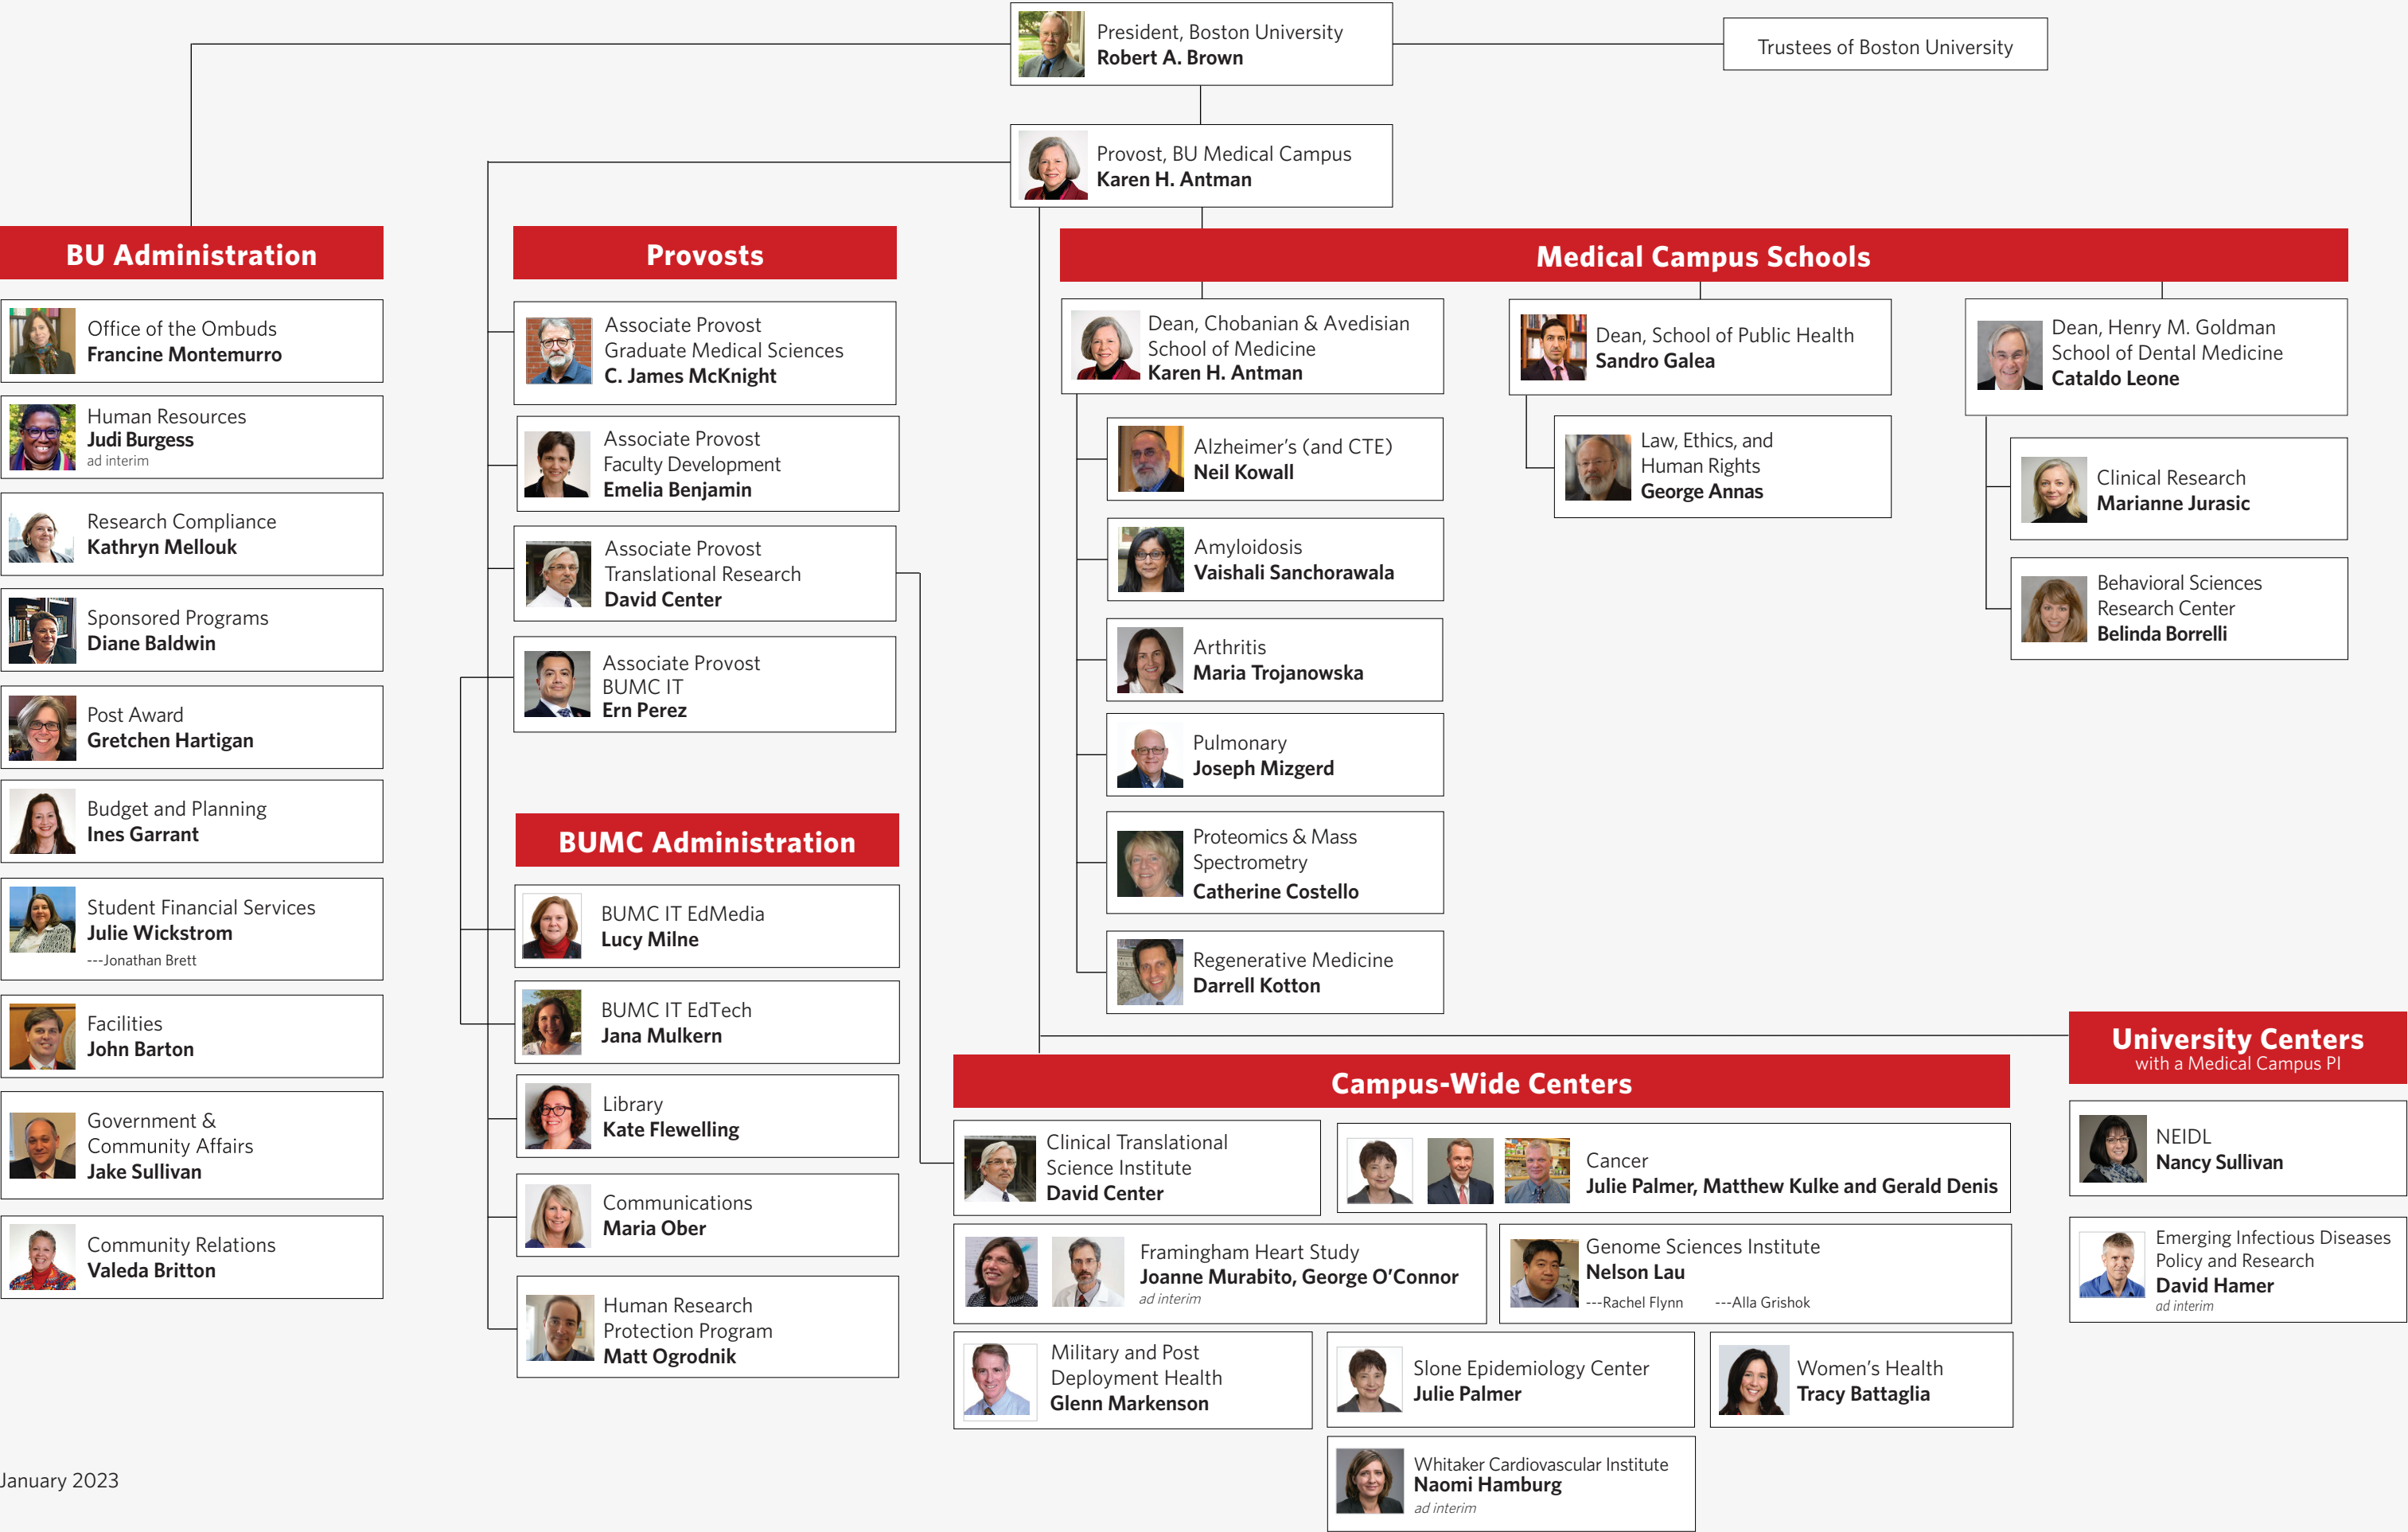 President, Boston University
Robert A. Brown
Trustees of Boston University
Provost, BU Medical Campus
Karen H. Antman
BU Administration
Office of the Ombuds
Francine Montemurro
Human Resources
Judi Burgess
ad interim
Research Compliance
Kathryn Mellouk
Sponsored Programs
Diane Baldwin
Post Award
Gretchen Hartigan
Budget and Planning
Ines Garrant
Student Financial Services
Julie Wickstrom
---Jonathan Brett
Facilities
John Barton
Government &
Community Affairs
Jake Sullivan
Community Relations
Valeda Britton
Provosts
Associate Provost
Graduate Medical Sciences
C. James McKnight
Associate Provost
Faculty Development
Emelia Benjamin
Associate Provost
Translational Research
David Center
Associate Provost
BUMC IT
Ern Perez
BUMC Administration
BUMC IT EdMedia
Lucy Milne
BUMC IT EdTech
Jana Mulkern
Library
Kate Flewelling
Communications
Maria Ober
Human Research
Protection Program
Matt Ogrodnik
Medical Campus Schools
Dean, Chobanian & Avedisian
School of Medicine
Karen H. Antman
Alzheimer's (and CTE)
Neil Kowall
Amyloidosis
Vaishali Sanchorawala
Arthritis
Maria Trojanowska
Pulmonary
Joseph Mizgerd
Proteomics & Mass
Spectrometry
Catherine Costello
Regenerative Medicine
Darrell Kotton
Dean, School of Public Health
Sandro Galea
Law, Ethics, and
Human Rights
George Annas
Dean, Henry M. Goldman
School of Dental Medicine
Cataldo Leone
Clinical Research
Marianne Jurasic
Behavioral Sciences
Research Center
Belinda Borrelli
Campus-Wide Centers
Clinical Translational
Science Institute
David Center
Cancer
Julie Palmer, Matthew Kulke and Gerald Denis
Framingham Heart Study
Joanne Murabito, George O'Connor
ad interim
Genome Sciences Institute
Nelson Lau
---Rachel Flynn ---Alla Grishok
Military and Post
Deployment Health
Glenn Markenson
Slone Epidemiology Center
Julie Palmer
Women's Health
Tracy Battaglia
Whitaker Cardiovascular Institute
Naomi Hamburg
ad interim
University Centers
with a Medical Campus PI
NEIDL
Nancy Sullivan
Emerging Infectious Diseases
Policy and Research
David Hamer
ad interim
January 2023